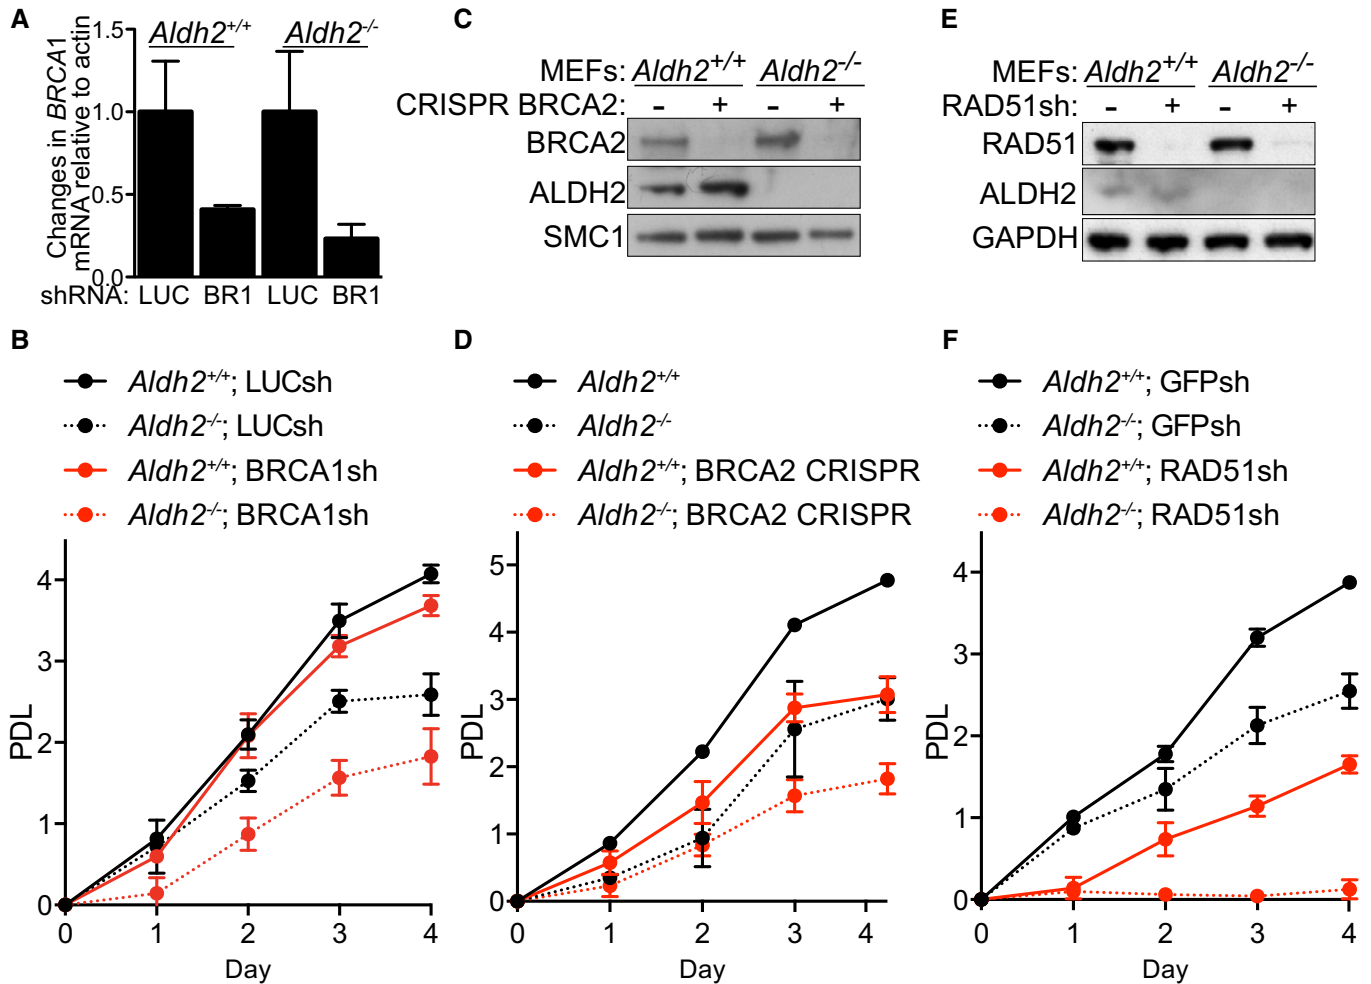 A
Changes in BRCA1
mRNA relative to actin
1.5
1.0
0.5
0.0
Aldh2+/+ Aldh2-/-
shRNA: LUC BR1 LUC BR1
C
MEFs: Aldh2+/+ Aldh2-/-
CRISPR BRCA2: - + - +
BRCA2
ALDH2
SMC1
E
MEFs: Aldh2+/+ Aldh2-/-
RAD51sh: - + - +
RAD51
ALDH2
GAPDH
B
Aldh2+/+; LUCsh
Aldh2-/-; LUCsh
Aldh2+/+; BRCA1sh
Aldh2-/-; BRCA1sh
PDL
4
3
2
1
0
0 1 2 3 4
Day
D
Aldh2+/+
Aldh2-/-
Aldh2+/+; BRCA2 CRISPR
Aldh2-/-; BRCA2 CRISPR
PDL
5
4
3
2
1
0
0 1 2 3 4
Day
F
Aldh2+/+; GFPsh
Aldh2-/-; GFPsh
Aldh2+/+; RAD51sh
Aldh2-/-; RAD51sh
PDL
4
3
2
1
0
0 1 2 3 4
Day